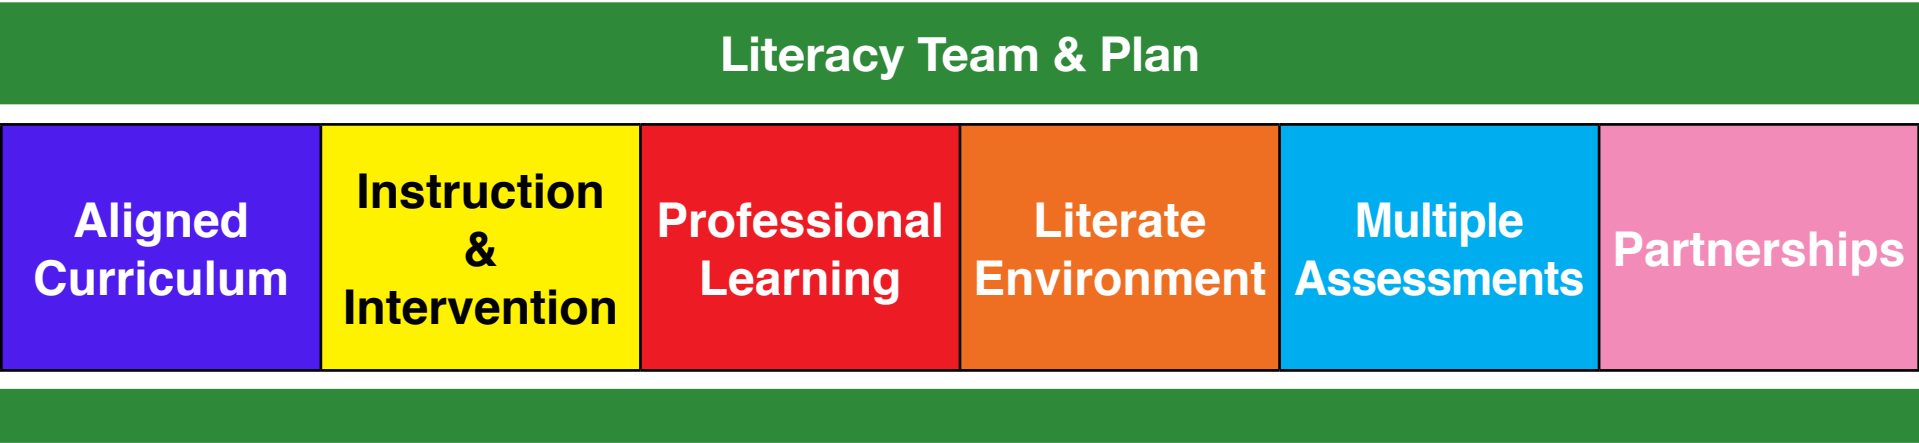 Literacy Team & Plan
Aligned
Curriculum
Instruction
&
Intervention
Professional
Learning
Literate
Environment
Multiple
Assessments
Partnerships